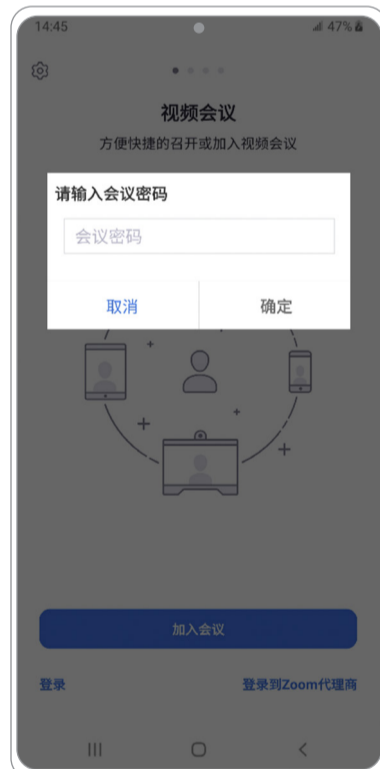 14:45 47%
视频会议
方便快捷的召开或加入视频会议
请输入会议密码
会议密码
取消 确定
加入会议
登录 登录到Zoom代理商